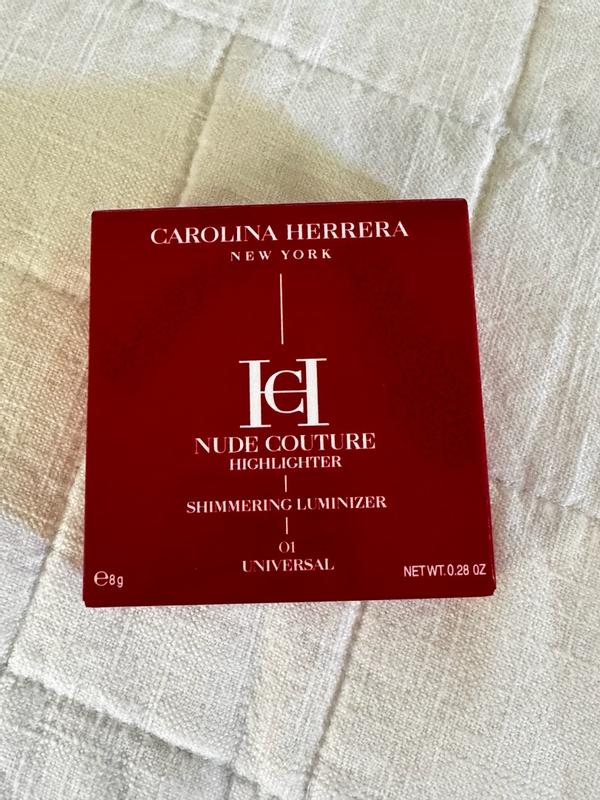 CAROLINA HERRERA
NEW YORK
CH
NUDE COUTURE
HIGHLIGHTER
SHIMMERING LUMINIZER
01
UNIVERSAL
℮8g
NET WT. 0.28 OZ